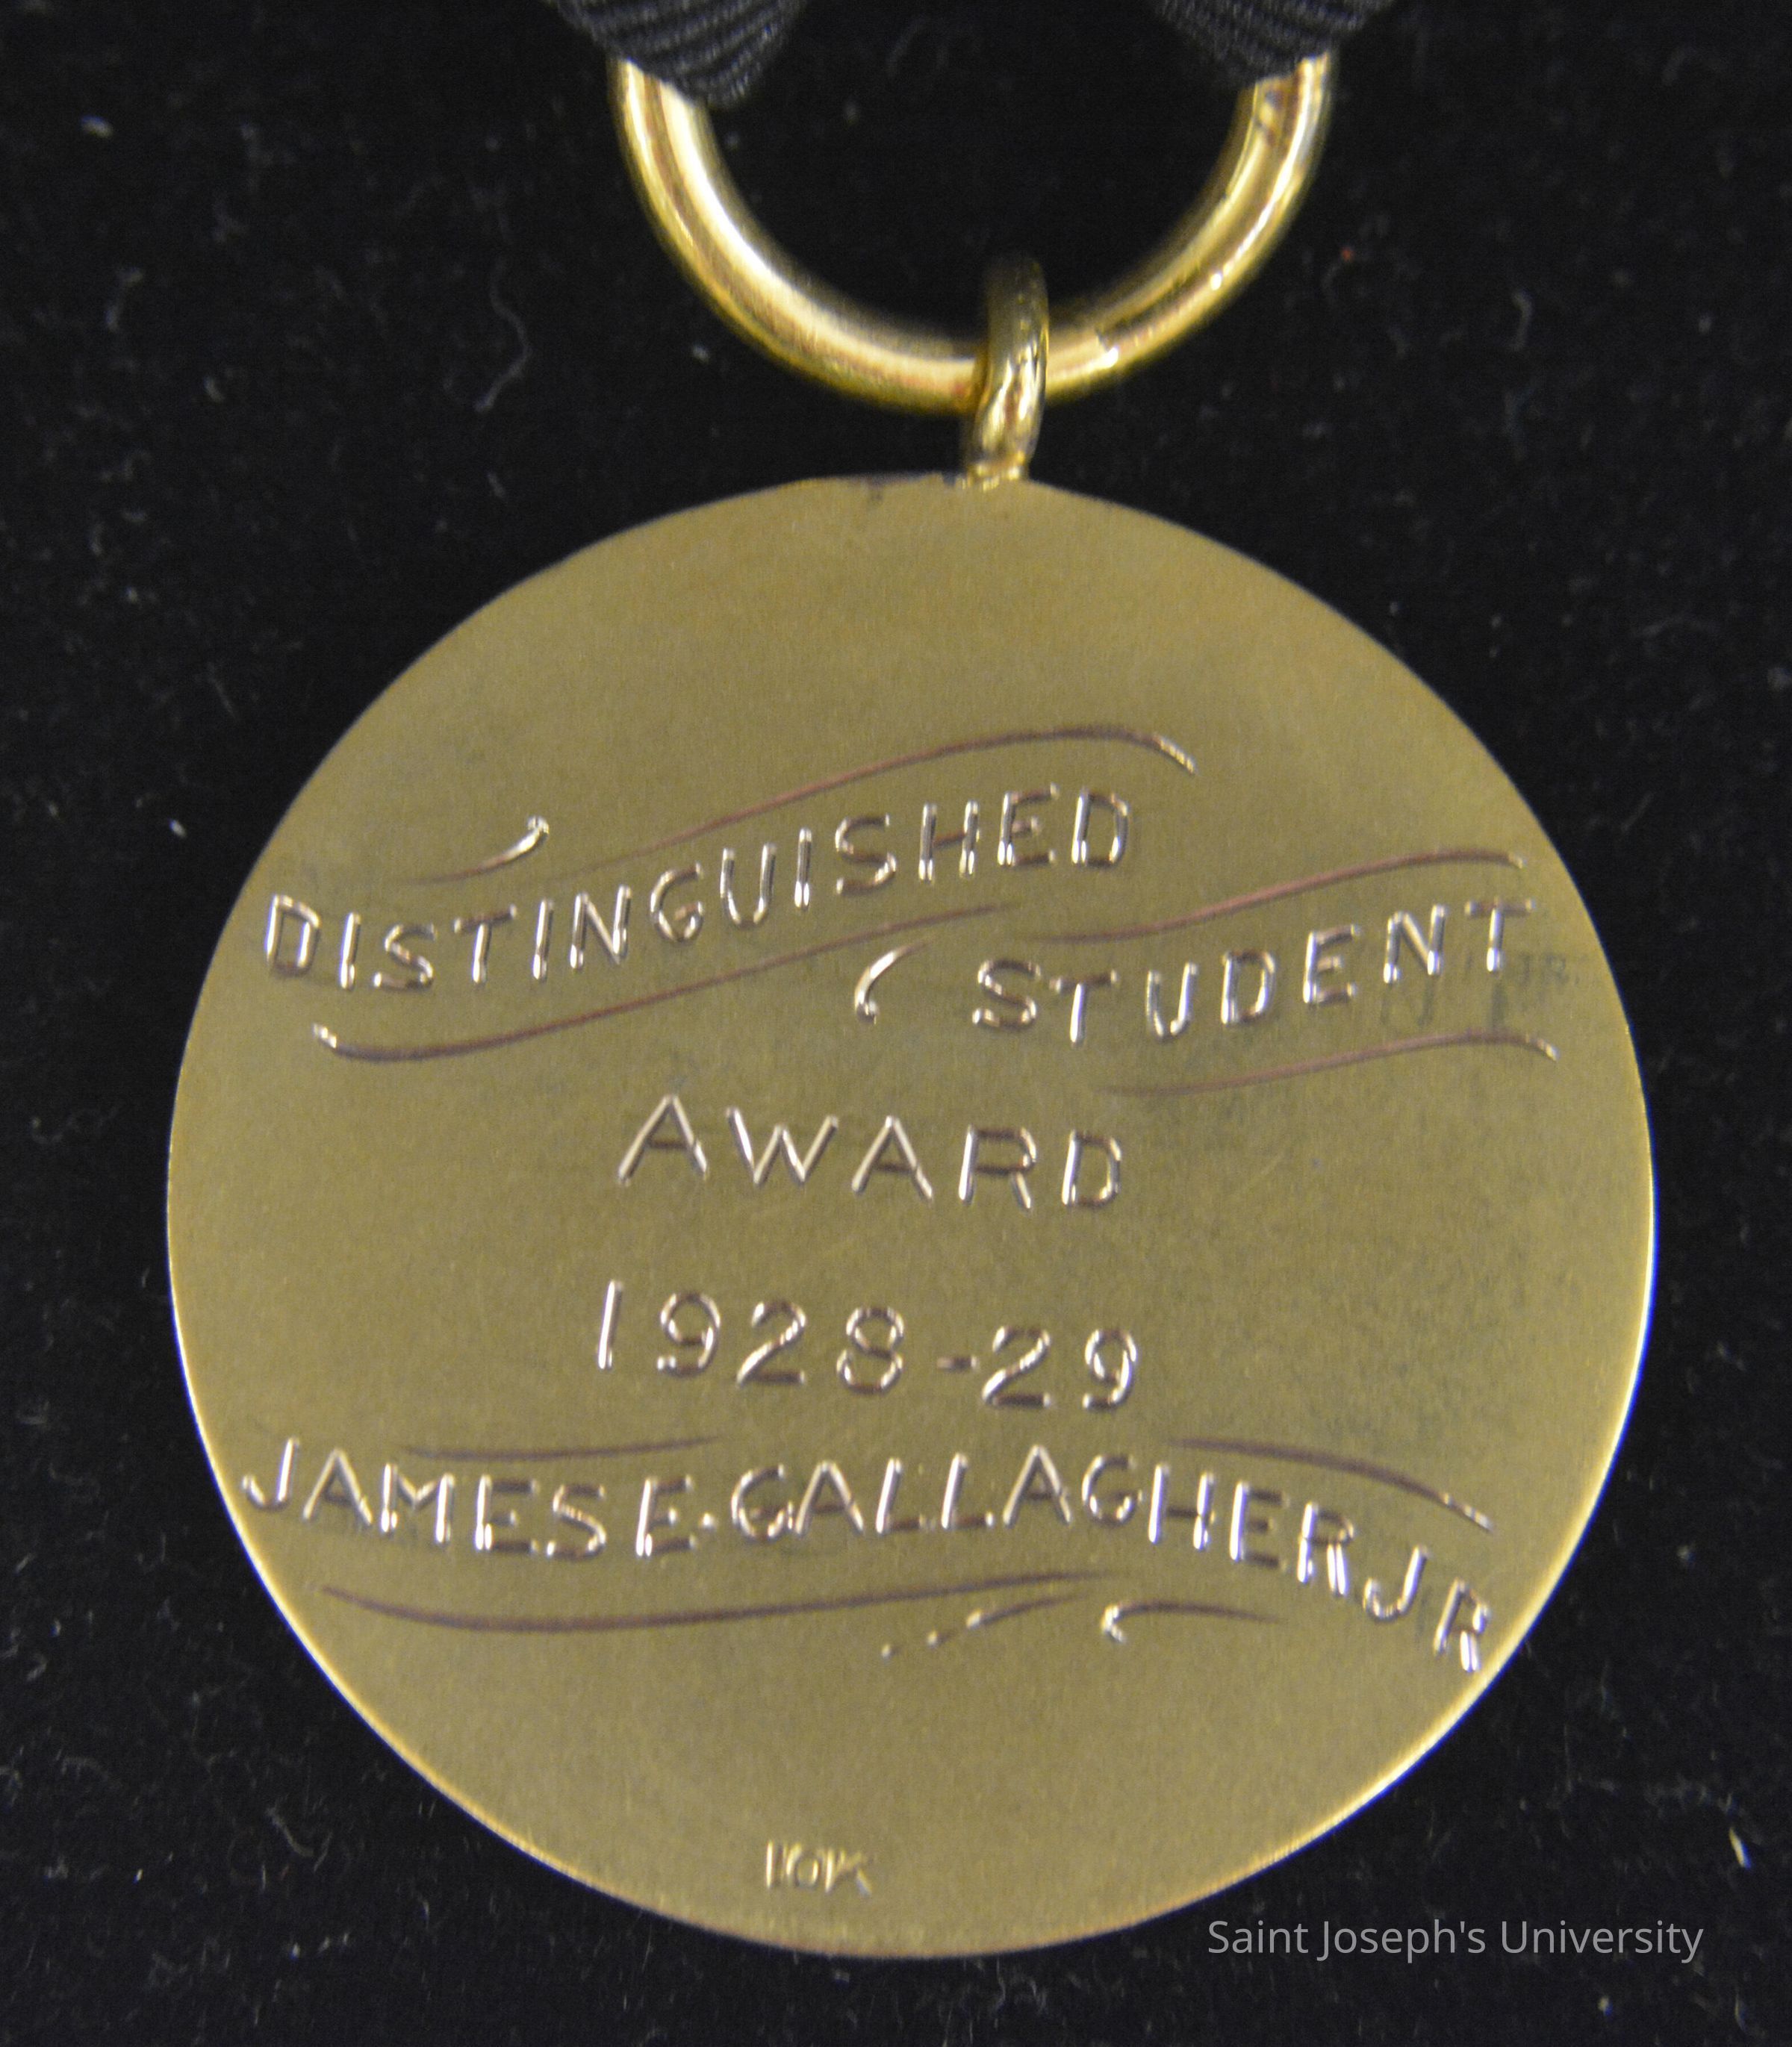 DISTINGUISHED
STUDENT
AWARD
1928-29
JAMES E. GALLAGHER JR
10K
Saint Joseph's University